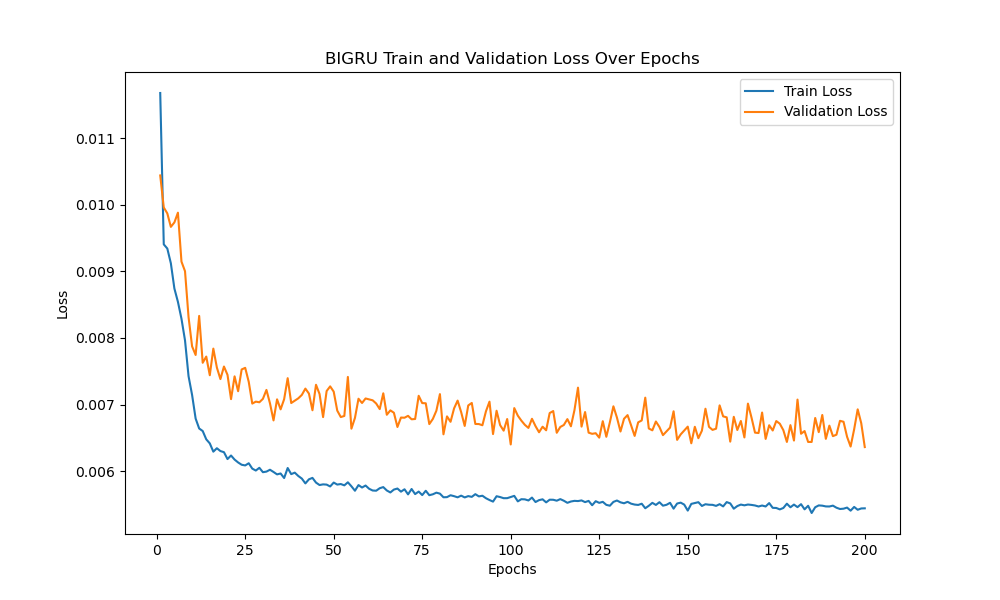 BIGRU Train and Validation Loss Over Epochs
Train Loss
Validation Loss
0.011
0.010
0.009
0.008
0.007
0.006
Loss
0 25 50 75 100 125 150 175 200
Epochs